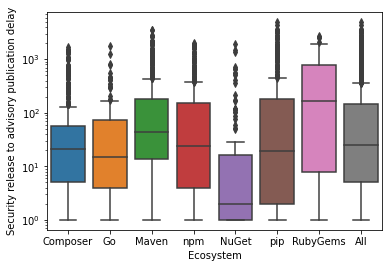 Security release to advisory publication delay
10³
10²
10¹
10⁰
Composer Go Maven npm NuGet pip RubyGems All
Ecosystem